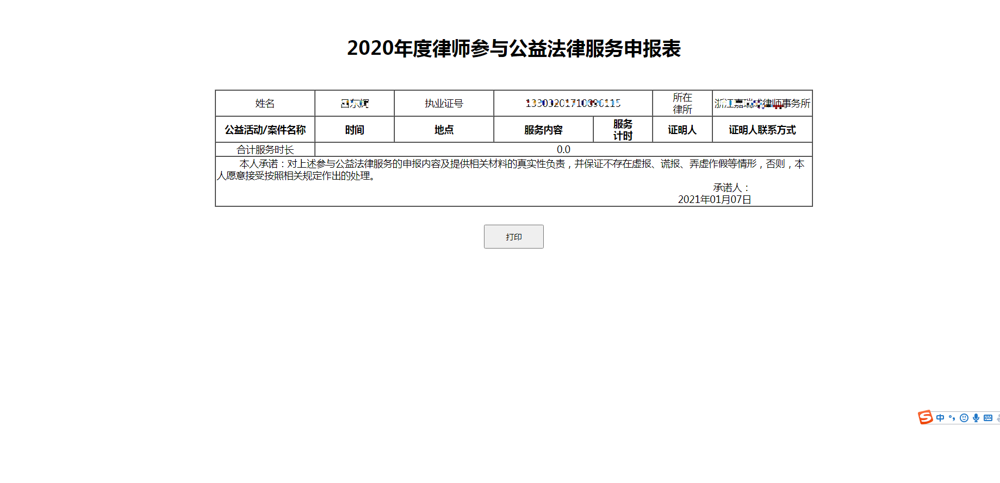 2020年度律师参与公益法律服务申报表
姓名
执业证号
所在
律所
律师事务所
公益活动/案件名称
时间
地点
服务内容
服务
计时
证明人
证明人联系方式
合计服务时长
0.0
本人承诺：对上述参与公益法律服务的申报内容及提供相关材料的真实性负责，并保证不存在虚报、谎报、弄虚作假等情形，否则，本
人愿意接受按照相关规定作出的处理。
承诺人：
2021年01月07日
打印
中